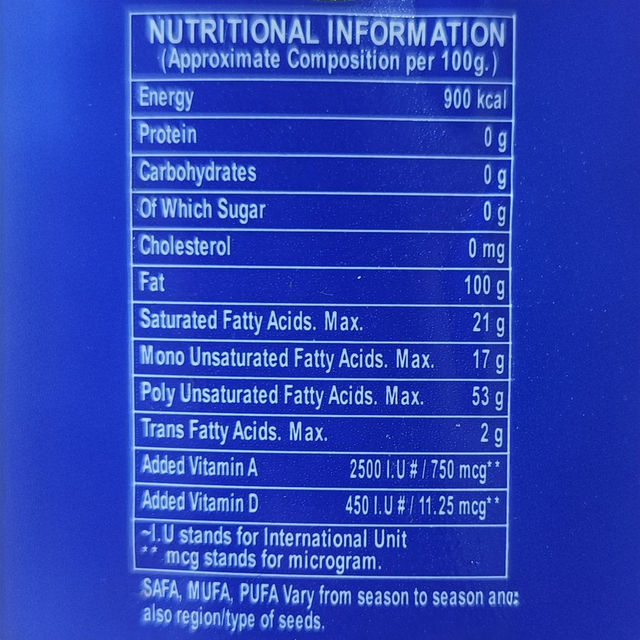 NUTRITIONAL INFORMATION
(Approximate Composition per 100g.)
Energy 900 kcal
Protein 0 g
Carbohydrates 0 g
Of Which Sugar 0 g
Cholesterol 0 mg
Fat 100 g
Saturated Fatty Acids. Max. 21 g
Mono Unsaturated Fatty Acids. Max. 17 g
Poly Unsaturated Fatty Acids. Max. 53 g
Trans Fatty Acids. Max. 2 g
Added Vitamin A 2500 I.U # / 750 mcg**
Added Vitamin D 450 I.U # / 11.25 mcg**
~I.U stands for International Unit
** mcg stands for microgram.
SAFA, MUFA, PUFA Vary from season to season
also region/type of seeds.